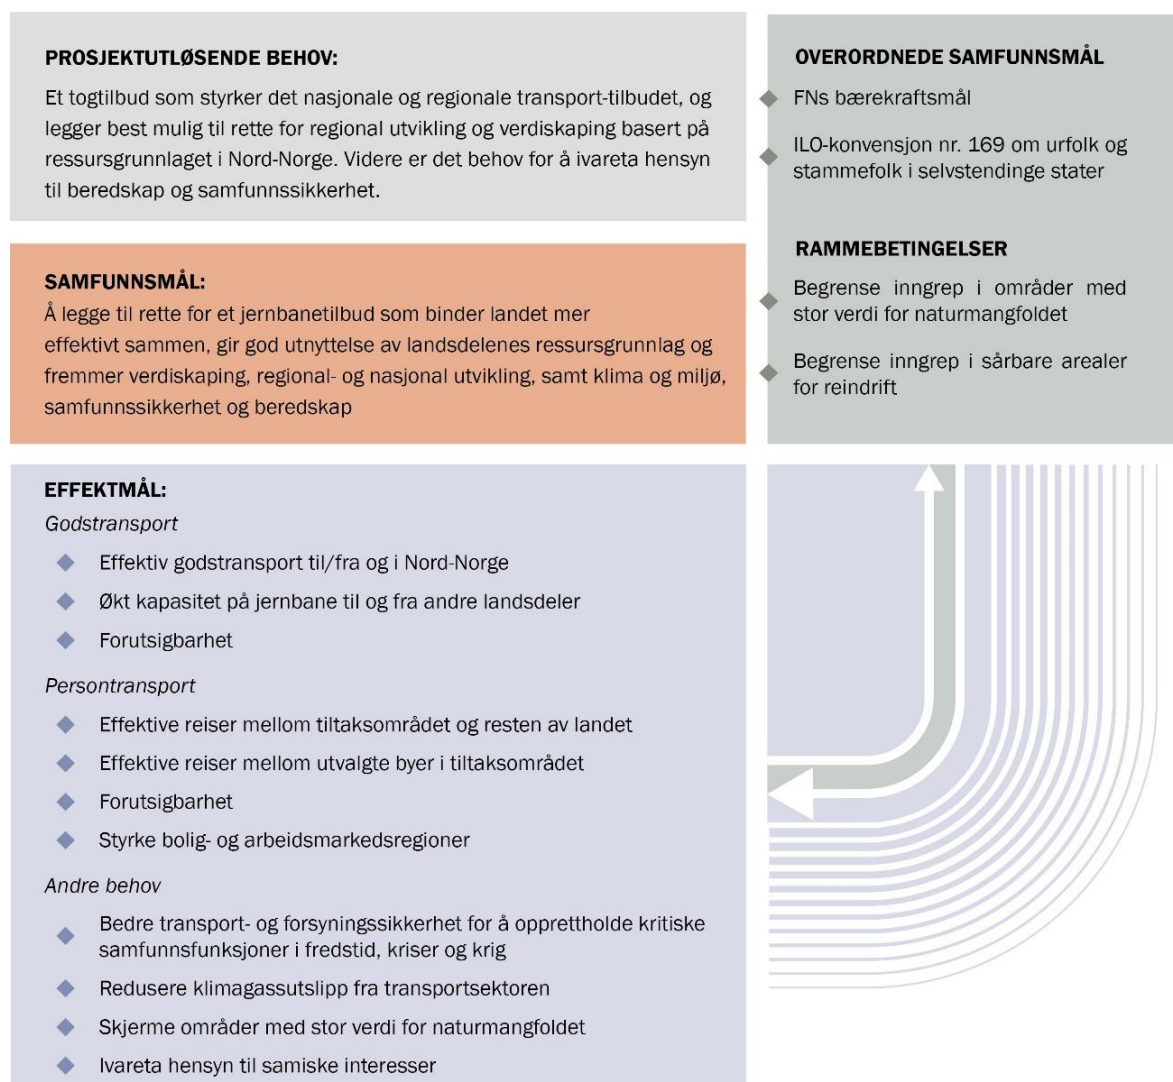 PROSJEKTUTLØSENDE BEHOV:
Et togtilbud som styrker det nasjonale og regionale transport-tilbudet, og
legger best mulig til rette for regional utvikling og verdiskaping basert på
ressursgrunnlaget i Nord-Norge. Videre er det behov for å ivareta hensyn
til beredskap og samfunnssikkerhet.
SAMFUNNSMÅL:
Å legge til rette for et jernbanetilbud som binder landet mer
effektivt sammen, gir god utnyttelse av landsdelenes ressursgrunnlag og
fremmer verdiskaping, regional- og nasjonal utvikling, samt klima og miljø,
samfunnssikkerhet og beredskap
OVERORDNEDE SAMFUNNSMÅL
FNs bærekraftsmål
ILO-konvensjon nr. 169 om urfolk og
stammefolk i selvstendinge stater
RAMMEBETINGELSER
Begrense inngrep i områder med
stor verdi for naturmangfoldet
Begrense inngrep i sårbare arealer
for reindrift
EFFEKTMÅL:
Godstransport
Effektiv godstransport til/fra og i Nord-Norge
Økt kapasitet på jernbane til og fra andre landsdeler
Forutsigbarhet
Persontransport
Effektive reiser mellom tiltaksområdet og resten av landet
Effektive reiser mellom utvalgte byer i tiltaksområdet
Forutsigbarhet
Styrke bolig- og arbeidsmarkedsregioner
Andre behov
Bedre transport- og forsyningssikkerhet for å opprettholde kritiske
samfunnsfunksjoner i fredstid, kriser og krig
Redusere klimagassutslipp fra transportsektoren
Skjerme områder med stor verdi for naturmangfoldet
Ivareta hensyn til samiske interesser